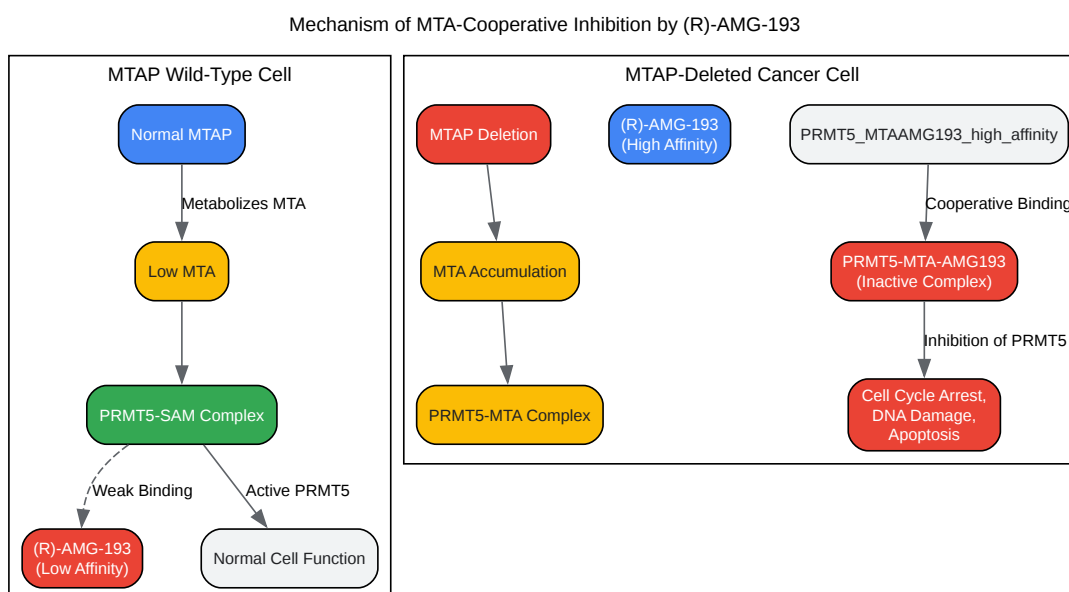 Mechanism of MTA-Cooperative Inhibition by (R)-AMG-193
MTAP Wild-Type Cell
Normal MTAP
Metabolizes MTA
Low MTA
PRMT5-SAM Complex
Weak Binding
Active PRMT5
(R)-AMG-193
(Low Affinity)
Normal Cell Function
MTAP-Deleted Cancer Cell
MTAP Deletion
(R)-AMG-193
(High Affinity)
PRMT5_MTAAMG193_high_affinity
Cooperative Binding
MTA Accumulation
PRMT5-MTA-AMG193
(Inactive Complex)
Inhibition of PRMT5
PRMT5-MTA Complex
Cell Cycle Arrest,
DNA Damage,
Apoptosis